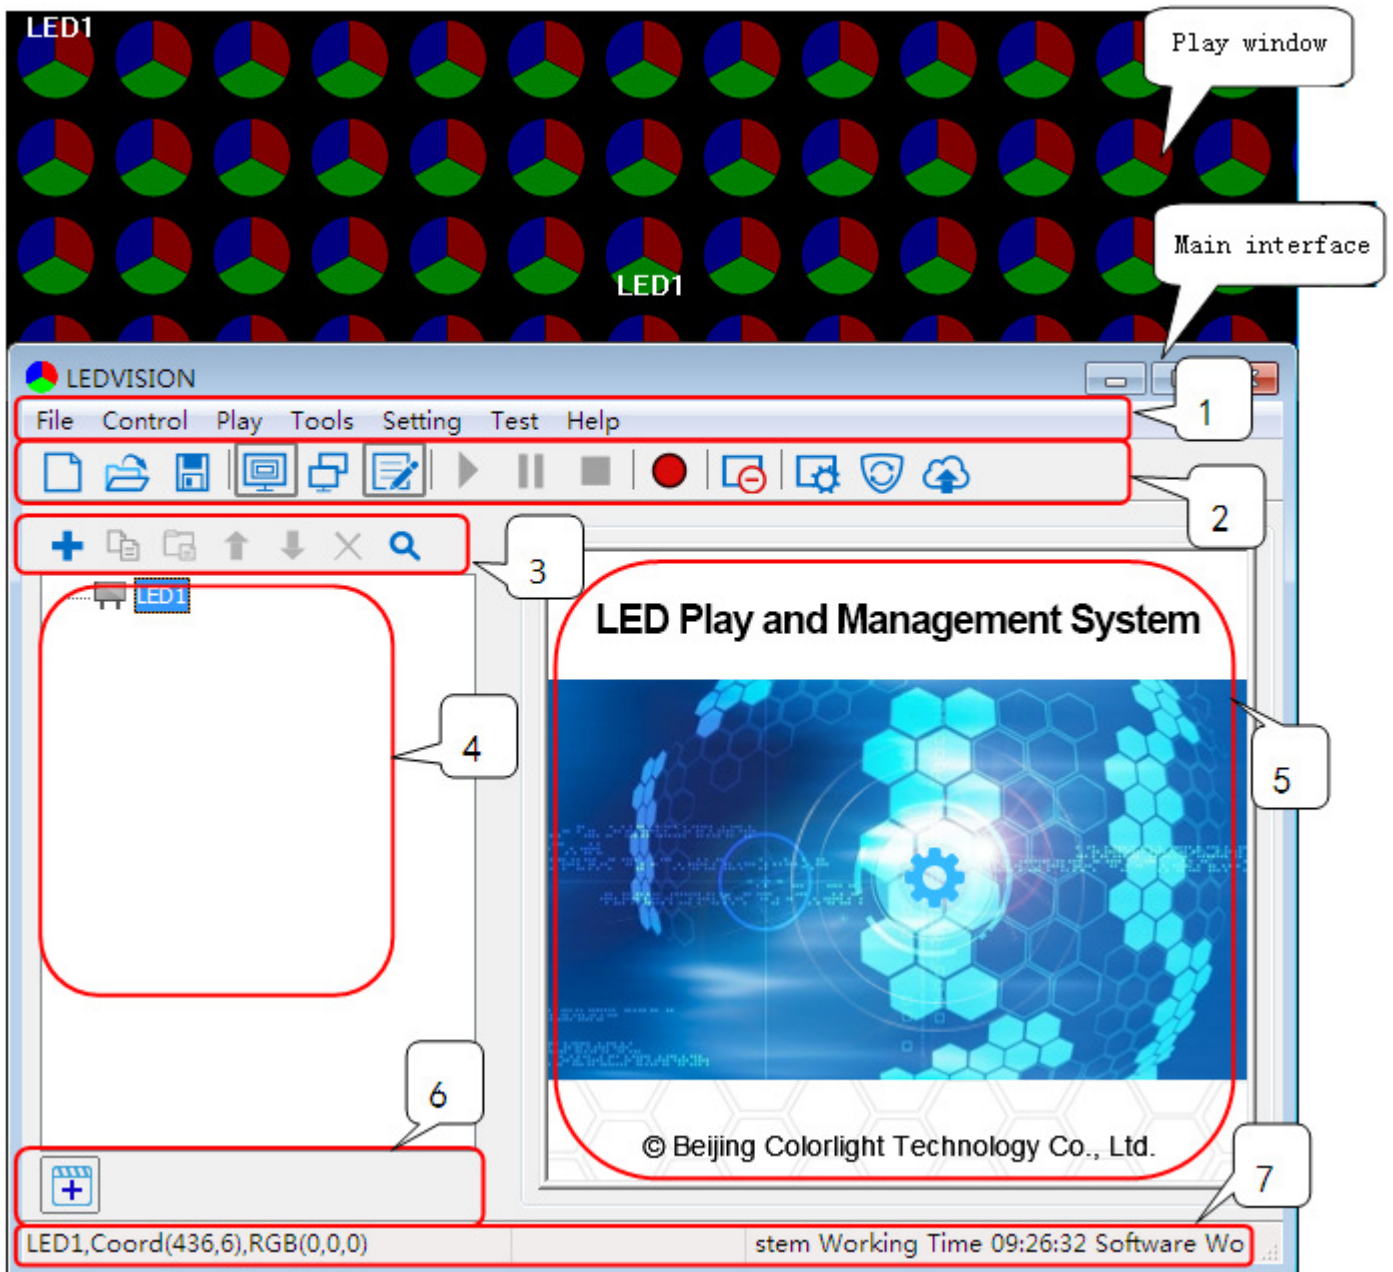 LED1
Play window
Main interface
LED1
LEDVISION
1
File Control Play Tools Setting Test Help
2
3
LED1
LED Play and Management System
4
5
6
© Beijing Colorlight Technology Co., Ltd.
7
LED1,Coord(436,6),RGB(0,0,0)
stem Working Time 09:26:32 Software Wo